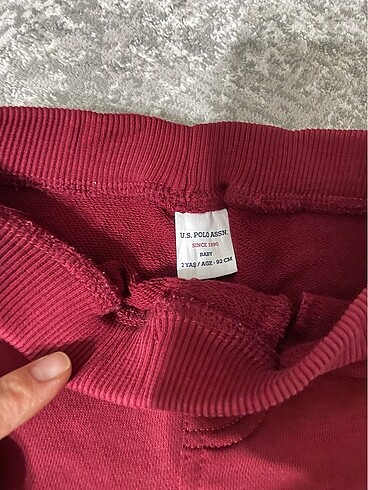 U.S. POLO ASSN.
SINCE 1890
BABY
2 YAŞ / AGE - 92 CM